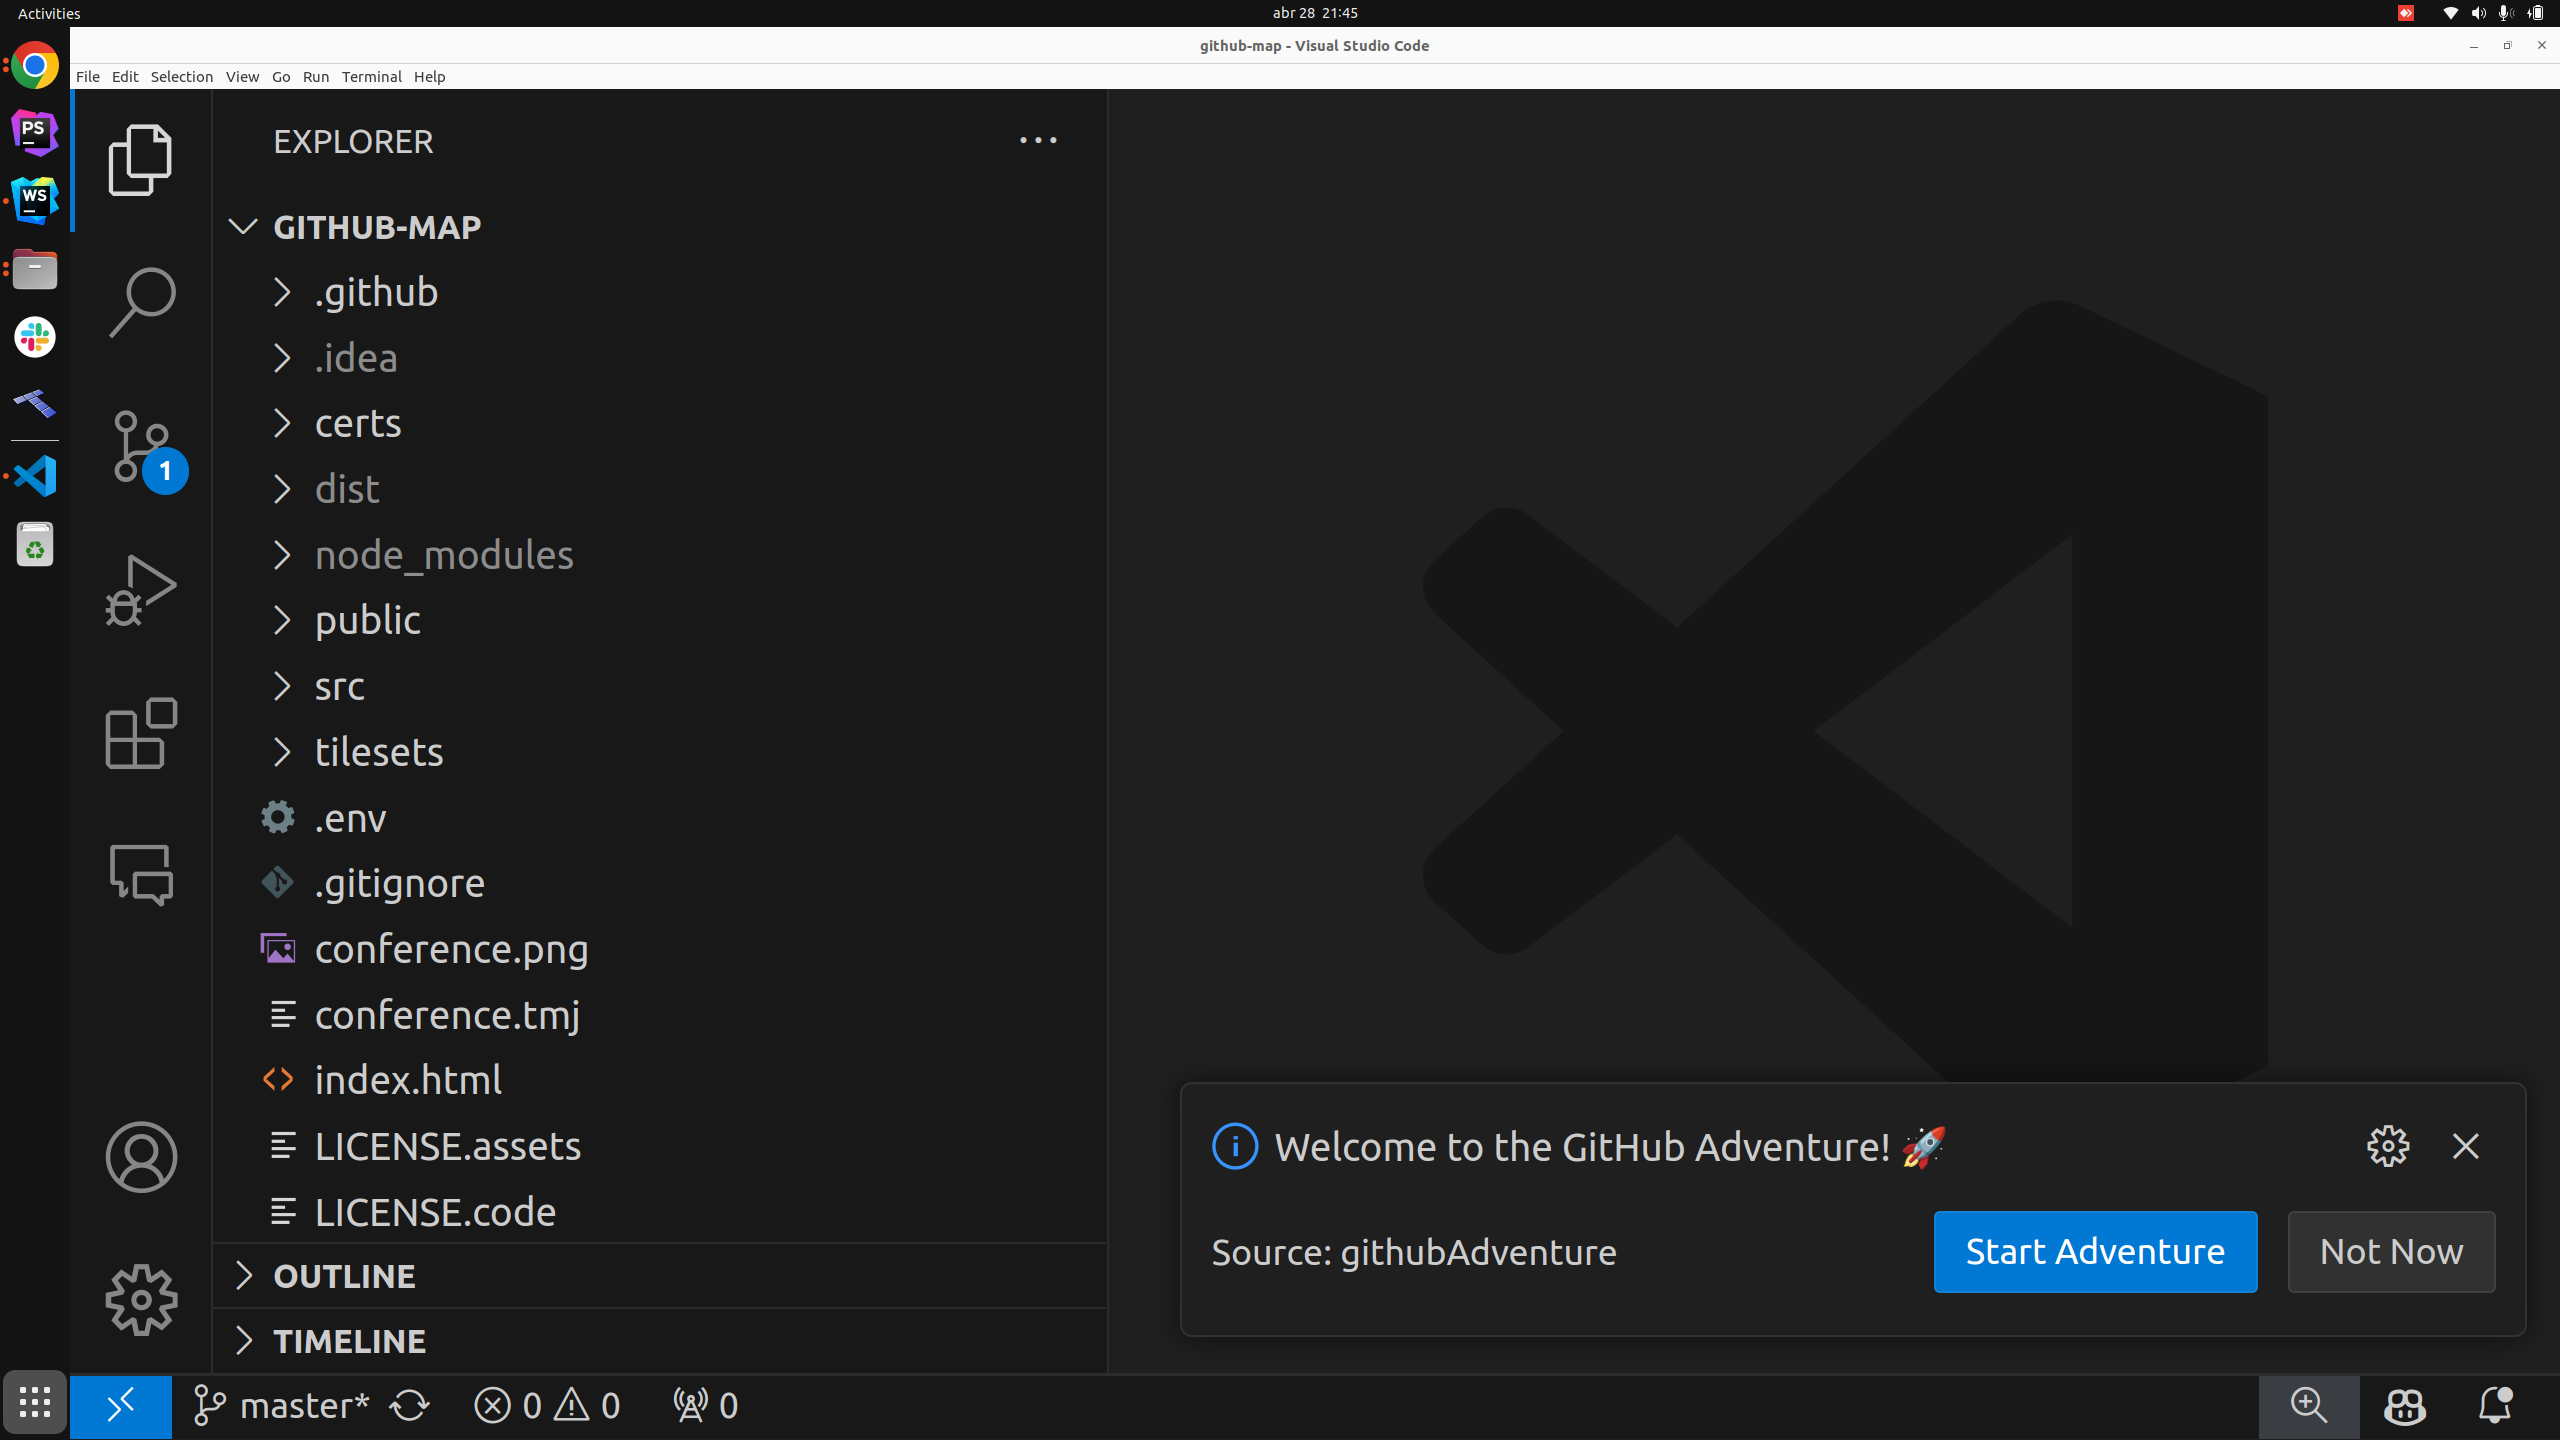 Activities
abr 28 21:45
github-map - Visual Studio Code
File Edit Selection View Go Run Terminal Help
EXPLORER
GITHUB-MAP
.github
.idea
certs
dist
node_modules
public
src
tilesets
.env
.gitignore
conference.png
conference.tmj
index.html
LICENSE.assets
LICENSE.code
OUTLINE
TIMELINE
PS
WS
1
Welcome to the GitHub Adventure! 🚀
Source: githubAdventure
Start Adventure
Not Now
master* 0 0 0